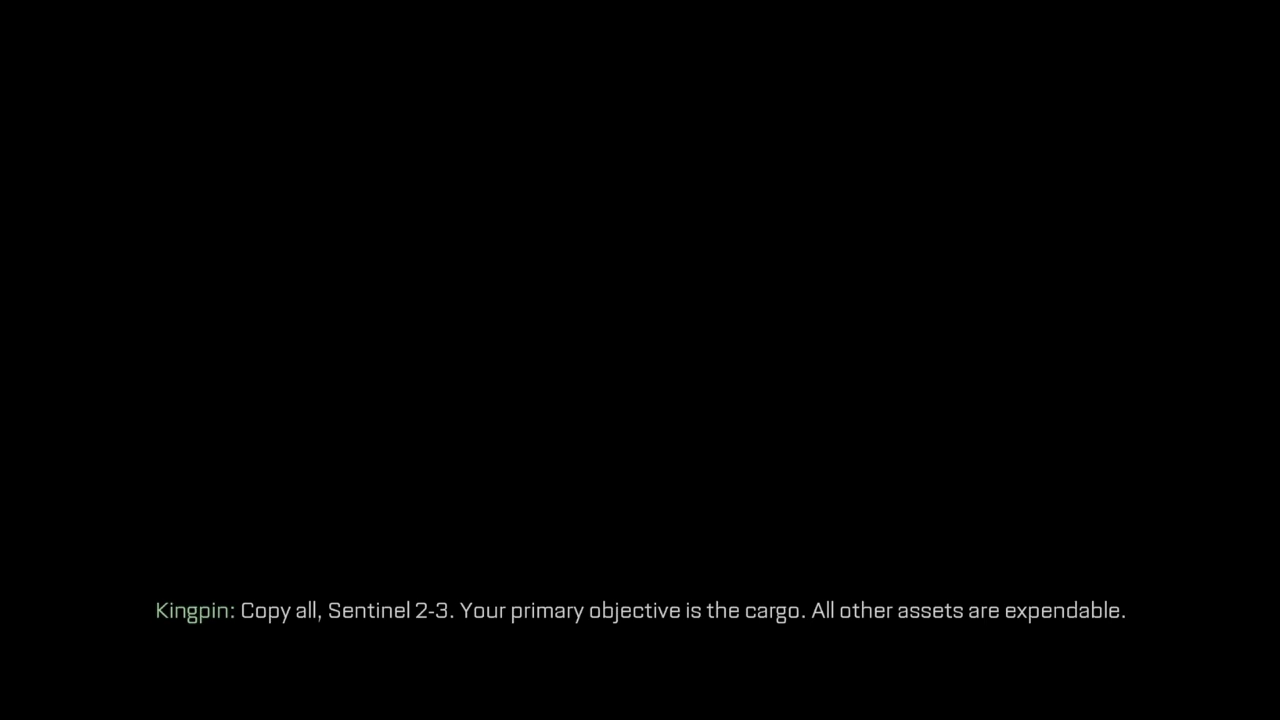 Kingpin: Copy all, Sentinel 2-3. Your primary objective is the cargo. All other assets are expendable.